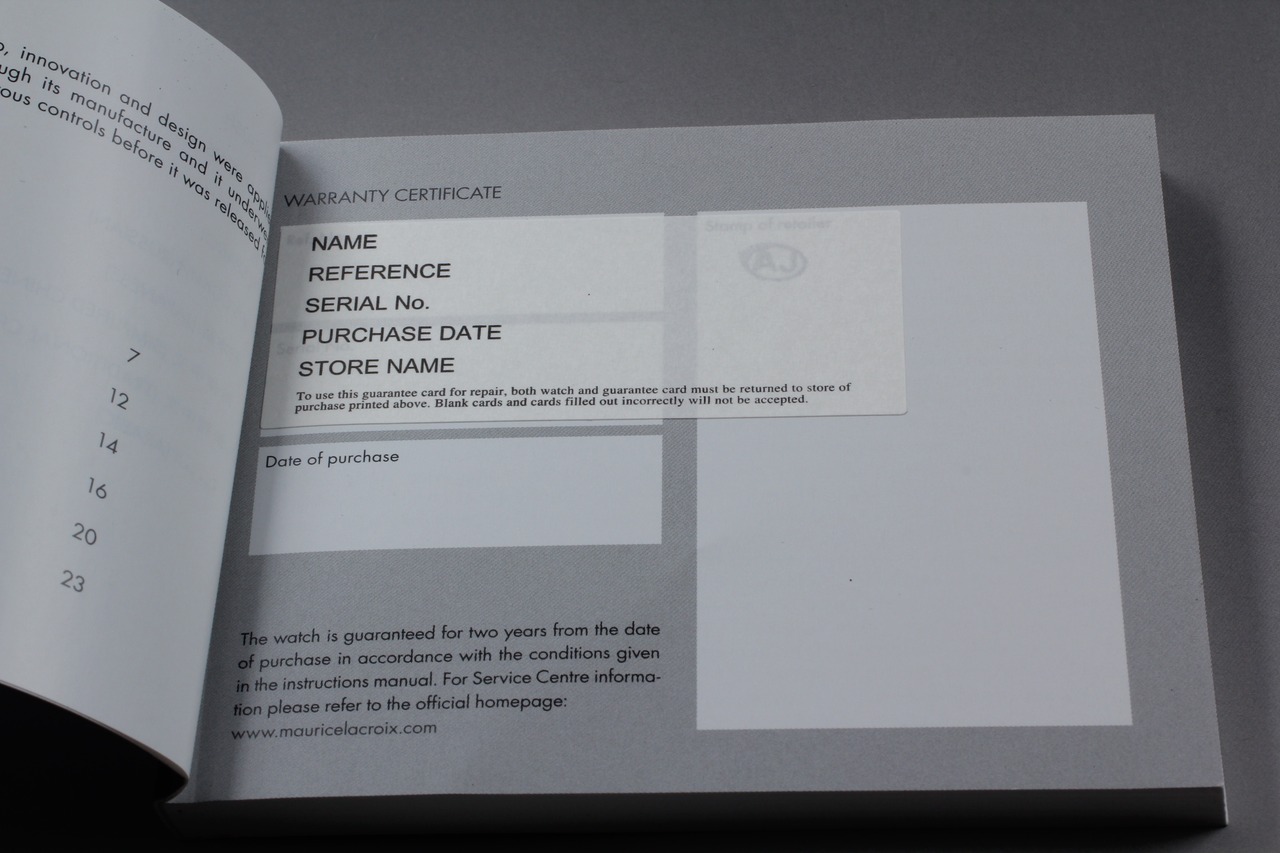 innovation and design were
its manufacture and it
controls before it was released
7
12
14
16
20
23
WARRANTY CERTIFICATE
NAME
REFERENCE
SERIAL No.
PURCHASE DATE
STORE NAME
To use this guarantee card for repair, both watch and guarantee card must be returned to store of
purchase printed above. Blank cards and cards filled out incorrectly will not be accepted.
Stamp of retailer
AJ
Date of purchase
The watch is guaranteed for two years from the date
of purchase in accordance with the conditions given
in the instructions manual. For Service Centre informa-
tion please refer to the official homepage:
www.mauricelacroix.com